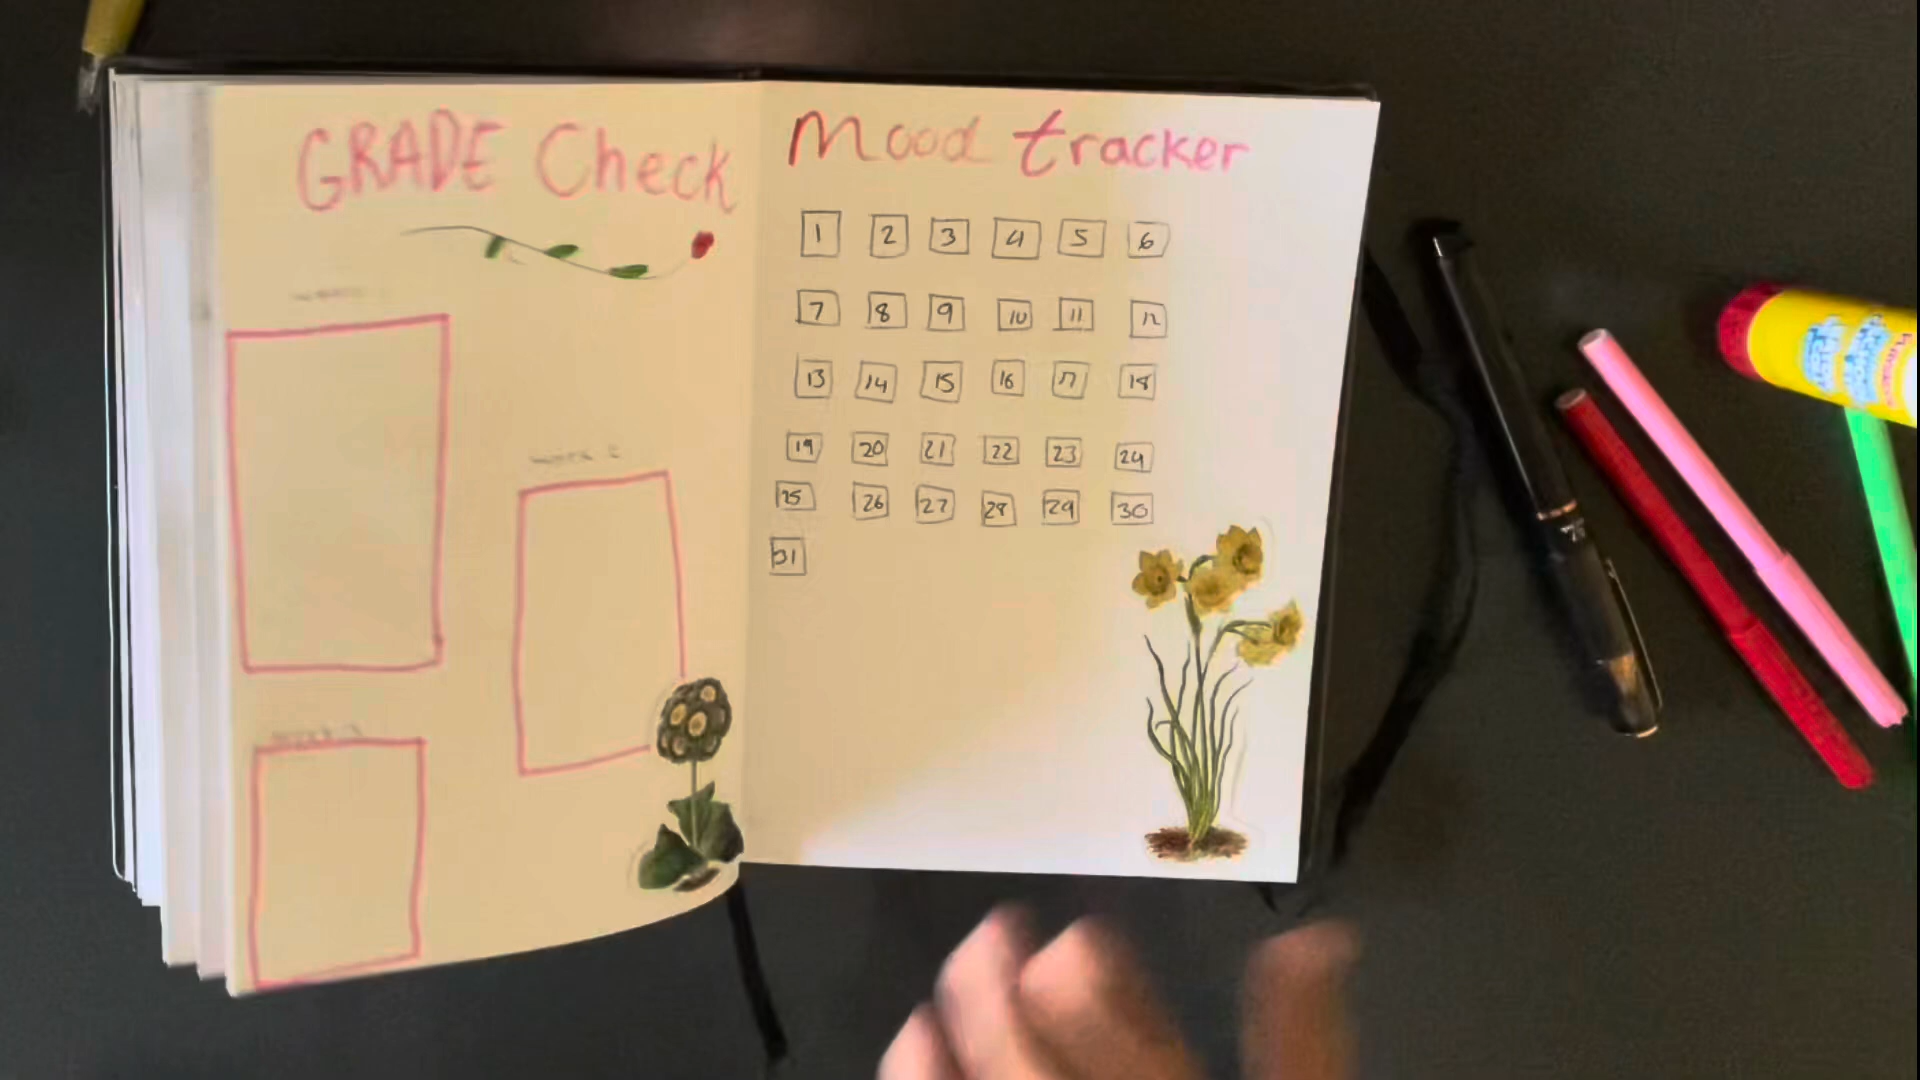 GRADE Check
Mood tracker
1 2 3 4 5 6
7 8 9 10 11 12
13 14 15 16 17 18
19 20 21 22 23 24
25 26 27 28 29 30
31